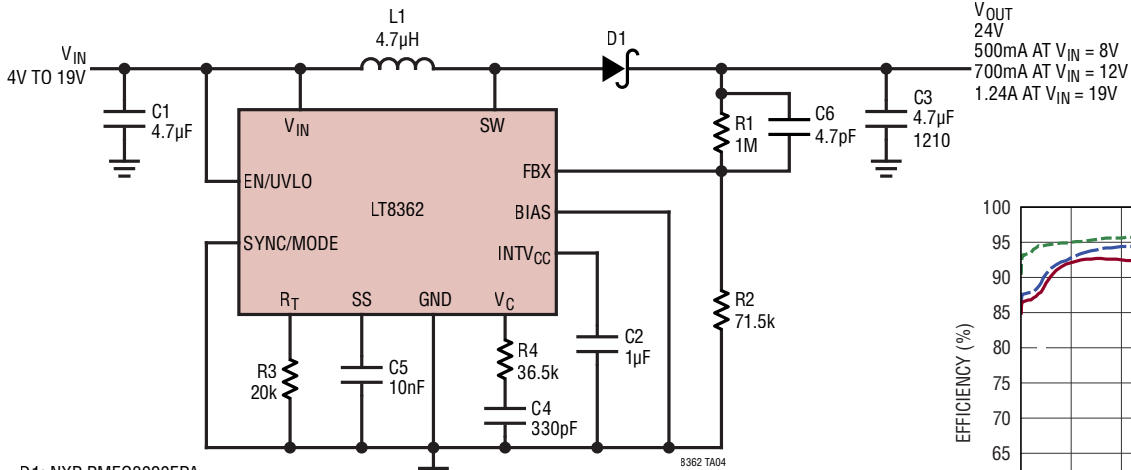 L1
4.7µH
D1
VIN
4V TO 19V
VOUT
24V
500mA AT VIN = 8V
700mA AT VIN = 12V
1.24A AT VIN = 19V
C1
4.7µF
VIN
SW
R1
1M
C6
4.7pF
C3
4.7µF
1210
EN/UVLO
FBX
LT8362
BIAS
SYNC/MODE
INTVCC
RT
SS
GND
VC
R2
71.5k
R3
20k
C5
10nF
R4
36.5k
C4
330pF
C2
1µF
8362 TA04
100
95
90
85
80
75
70
65
EFFICIENCY (%)